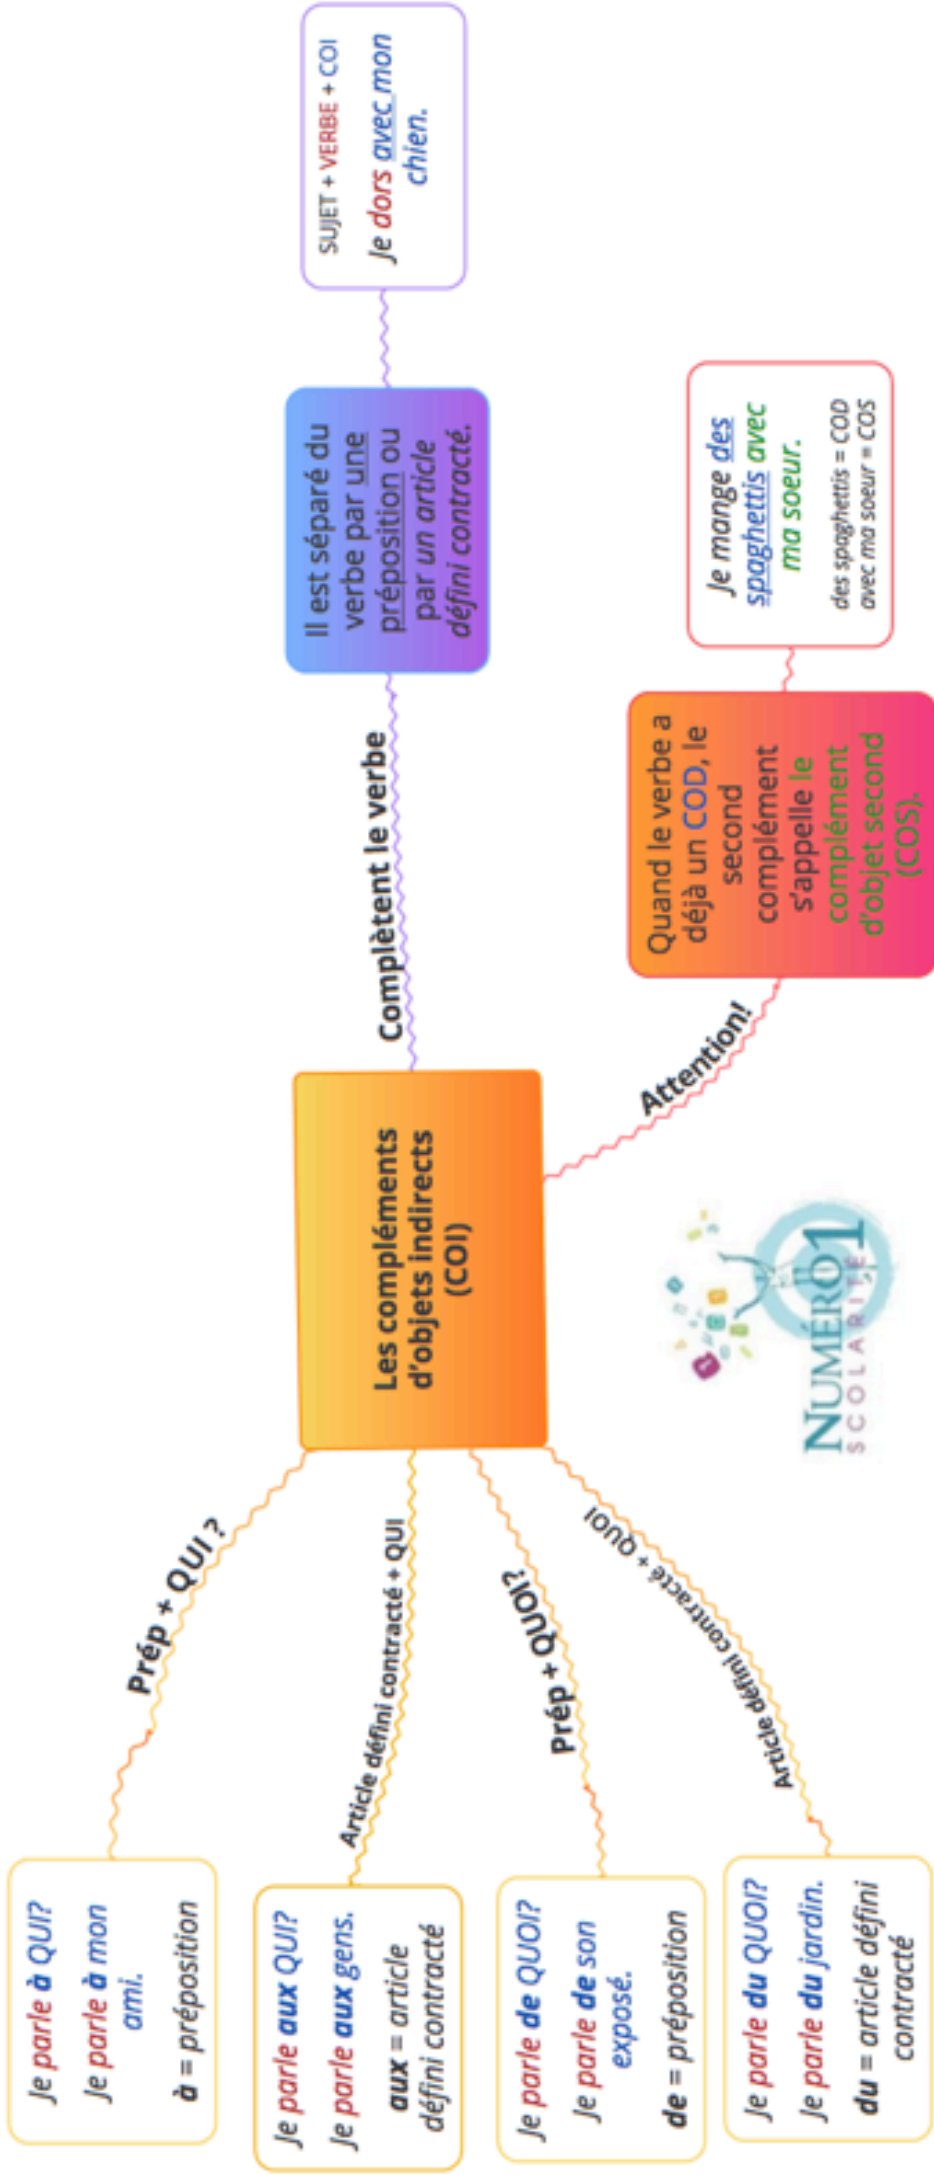 Je parle à QUI?
Je parle à mon
ami.
à = préposition
Prép + QUI ?
Je parle aux QUI?
Je parle aux gens.
aux = article
défini contracté
Article défini contracté + QUI
Je parle de QUOI?
Je parle de son
exposé.
de = préposition
Prép + QUOI?
Je parle du QUOI?
Je parle du jardin.
du = article défini
contracté
Article défini contracté + QUOI
Les compléments
d'objets indirects
(COI)
Complètent le verbe
Il est séparé du
verbe par une
préposition ou
par un article
défini contracté.
SUJET + VERBE + COI
Je dors avec mon
chien.
Attention!
Quand le verbe a
déjà un COD, le
second
complément
s'appelle le
complément
d'objet second
(COS).
Je mange des
spaghettis avec
ma soeur.
des spaghettis = COD
avec ma soeur = COS
NUMÉRO1
SCOLARITÉ